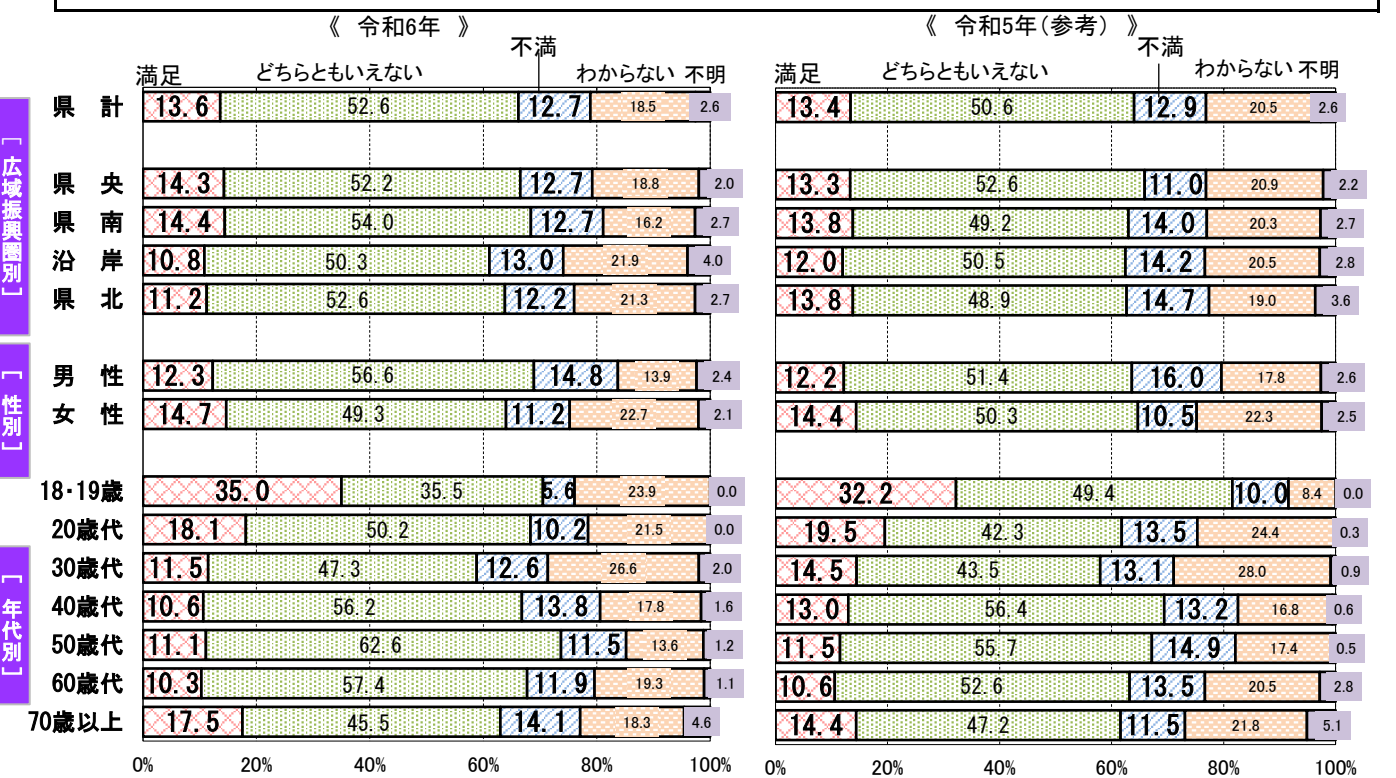 《 令和6年 》
《 令和5年（参考） 》
満足 どちらともいえない 不満 わからない 不明
満足 どちらともいえない 不満 わからない 不明
［広域振興圏別］
県計 13.6 52.6 12.7 18.5 2.6
13.4 50.6 12.9 20.5 2.6
県央 14.3 52.2 12.7 18.8 2.0
13.3 52.6 11.0 20.9 2.2
県南 14.4 54.0 12.7 16.2 2.7
13.8 49.2 14.0 20.3 2.7
沿岸 10.8 50.3 13.0 21.9 4.0
12.0 50.5 14.2 20.5 2.8
県北 11.2 52.6 12.2 21.3 2.7
13.8 48.9 14.7 19.0 3.6
［性別］
男性 12.3 56.6 14.8 13.9 2.4
12.2 51.4 16.0 17.8 2.6
女性 14.7 49.3 11.2 22.7 2.1
14.4 50.3 10.5 22.3 2.5
［年代別］
18・19歳 35.0 35.5 5.6 23.9 0.0
32.2 49.4 10.0 8.4 0.0
20歳代 18.1 50.2 10.2 21.5 0.0
19.5 42.3 13.5 24.4 0.3
30歳代 11.5 47.3 12.6 26.6 2.0
14.5 43.5 13.1 28.0 0.9
40歳代 10.6 56.2 13.8 17.8 1.6
13.0 56.4 13.2 16.8 0.6
50歳代 11.1 62.6 11.5 13.6 1.2
11.5 55.7 14.9 17.4 0.5
60歳代 10.3 57.4 11.9 19.3 1.1
10.6 52.6 13.5 20.5 2.8
70歳以上 17.5 45.5 14.1 18.3 4.6
14.4 47.2 11.5 21.8 5.1
0% 20% 40% 60% 80% 100%
0% 20% 40% 60% 80% 100%